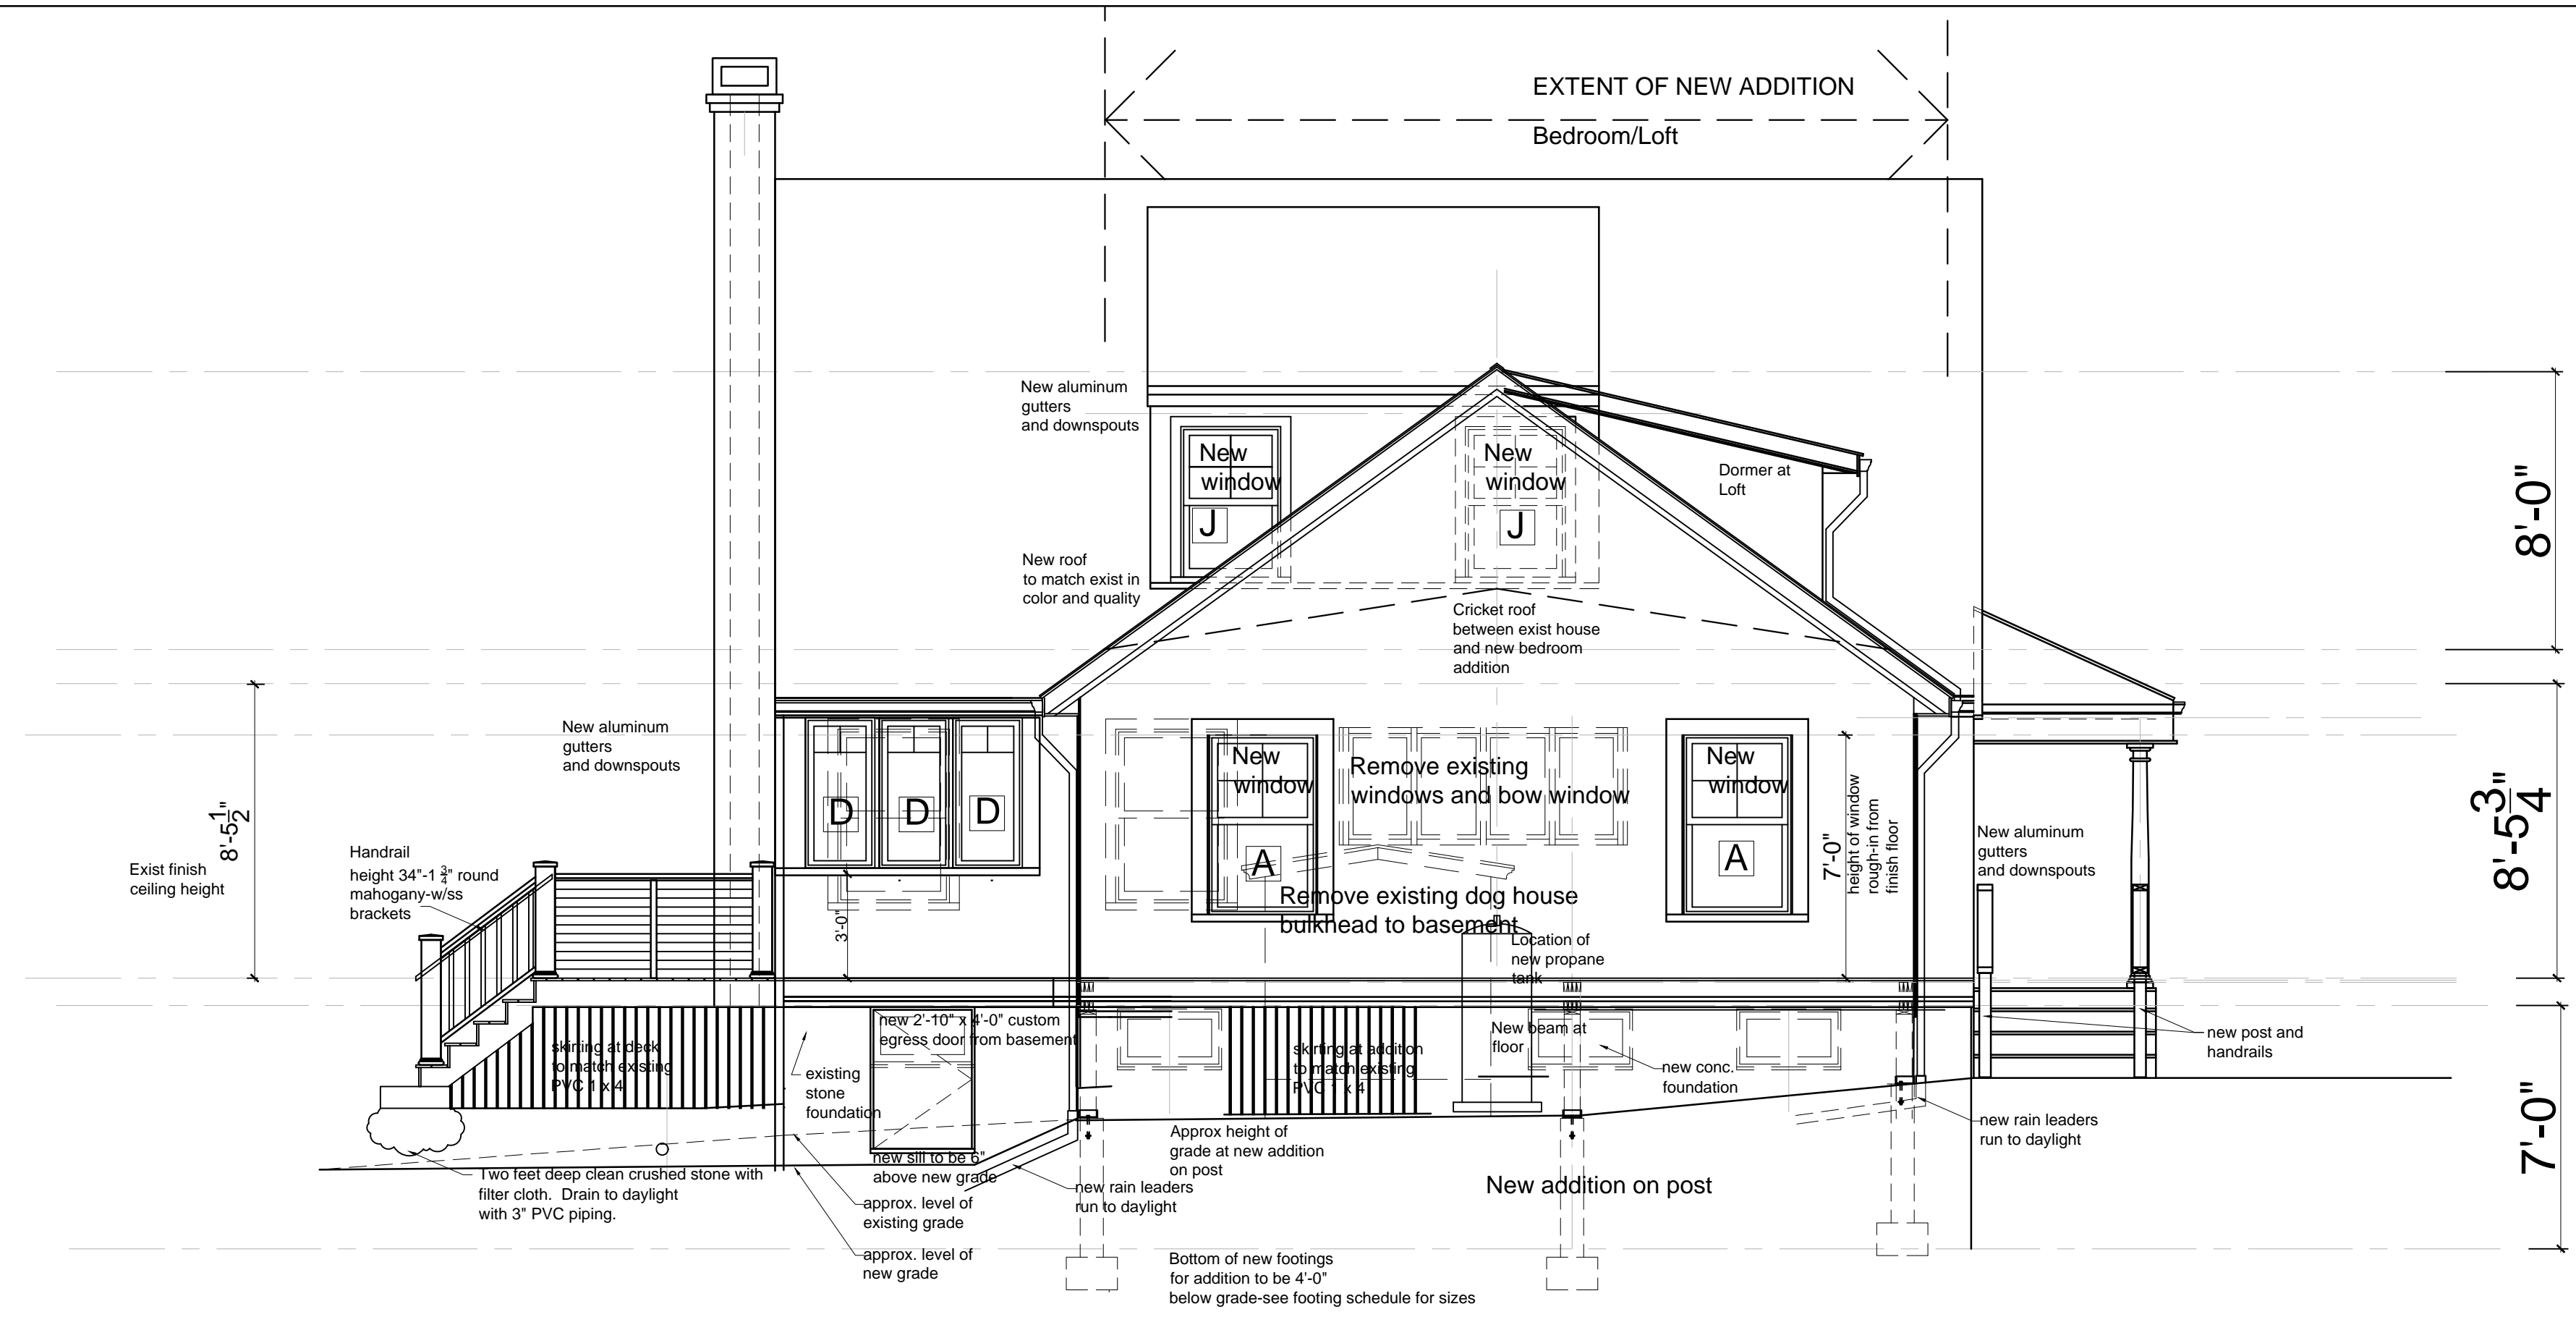 EXTENT OF NEW ADDITION
Bedroom/Loft
New aluminum
gutters
and downspouts
New
window
J
New
window
J
Dormer at
Loft
8'-0"
New roof
to match exist in
color and quality
Cricket roof
between exist house
and new bedroom
addition
New aluminum
gutters
and downspouts
D
D
D
New
window
A
Remove existing
windows and bow window
New
window
A
7'-0"
height of window
rough-in from
finish floor
New aluminum
gutters
and downspouts
8'-5 3/4"
8'-5 1/2"
Exist finish
ceiling height
Handrail
height 34"-1 3/4" round
mahogany-w/ss
brackets
3'-0"
Remove existing dog house
bulkhead to basement
Location of
new propane
tank
new 2'-10" x 4'-0" custom
egress door from basement
skirting at deck
to match existing
PVC 1 x 4
existing
stone
foundation
skirting at addition
to match existing
PVC 1 x 4
New beam at
floor
new conc.
foundation
new post and
handrails
7'-0"
new rain leaders
run to daylight
Approx height of
grade at new addition
on post
new sill to be 6"
above new grade
Two feet deep clean crushed stone with
filter cloth. Drain to daylight
with 3" PVC piping.
new rain leaders
run to daylight
New addition on post
approx. level of
existing grade
approx. level of
new grade
Bottom of new footings
for addition to be 4'-0"
below grade-see footing schedule for sizes